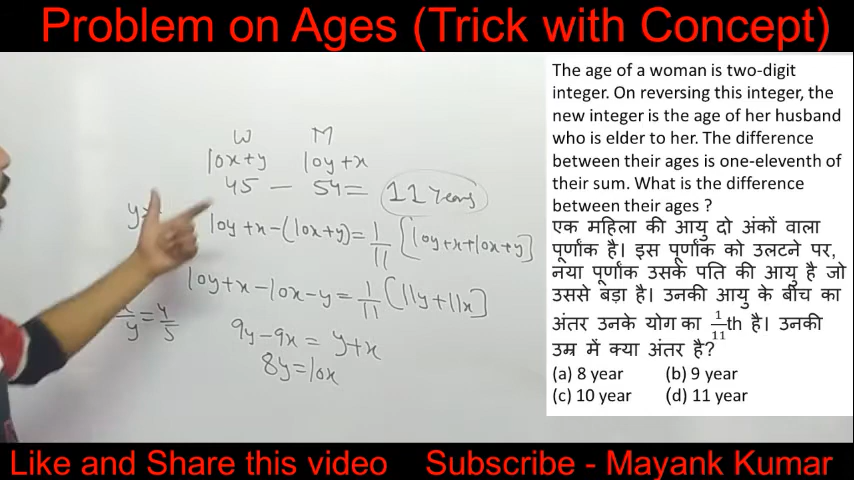 Problem on Ages (Trick with Concept)
W M
10x+y 10y+x
45 - 54 = 11 Years
10y+x-(10x+y)=1/11[10y+x+10x+y]
10y+x-10x-y=1/11(11y+11x]
y/=4/5
9y-9x = y+x
8y=10x
The age of a woman is two-digit
integer. On reversing this integer, the
new integer is the age of her husband
who is elder to her. The difference
between their ages is one-eleventh of
their sum. What is the difference
between their ages ?
एक महिला की आयु दो अंकों वाला
पूर्णांक है। इस पूर्णांक को उलटने पर,
नया पूर्णांक उसके पति की आयु है जो
उससे बड़ा है। उनकी आयु के बीच का
अंतर उनके योग का 1/11th है। उनकी
उम्र में क्या अंतर है?
(a) 8 year (b) 9 year
(c) 10 year (d) 11 year
Like and Share this video Subscribe - Mayank Kumar